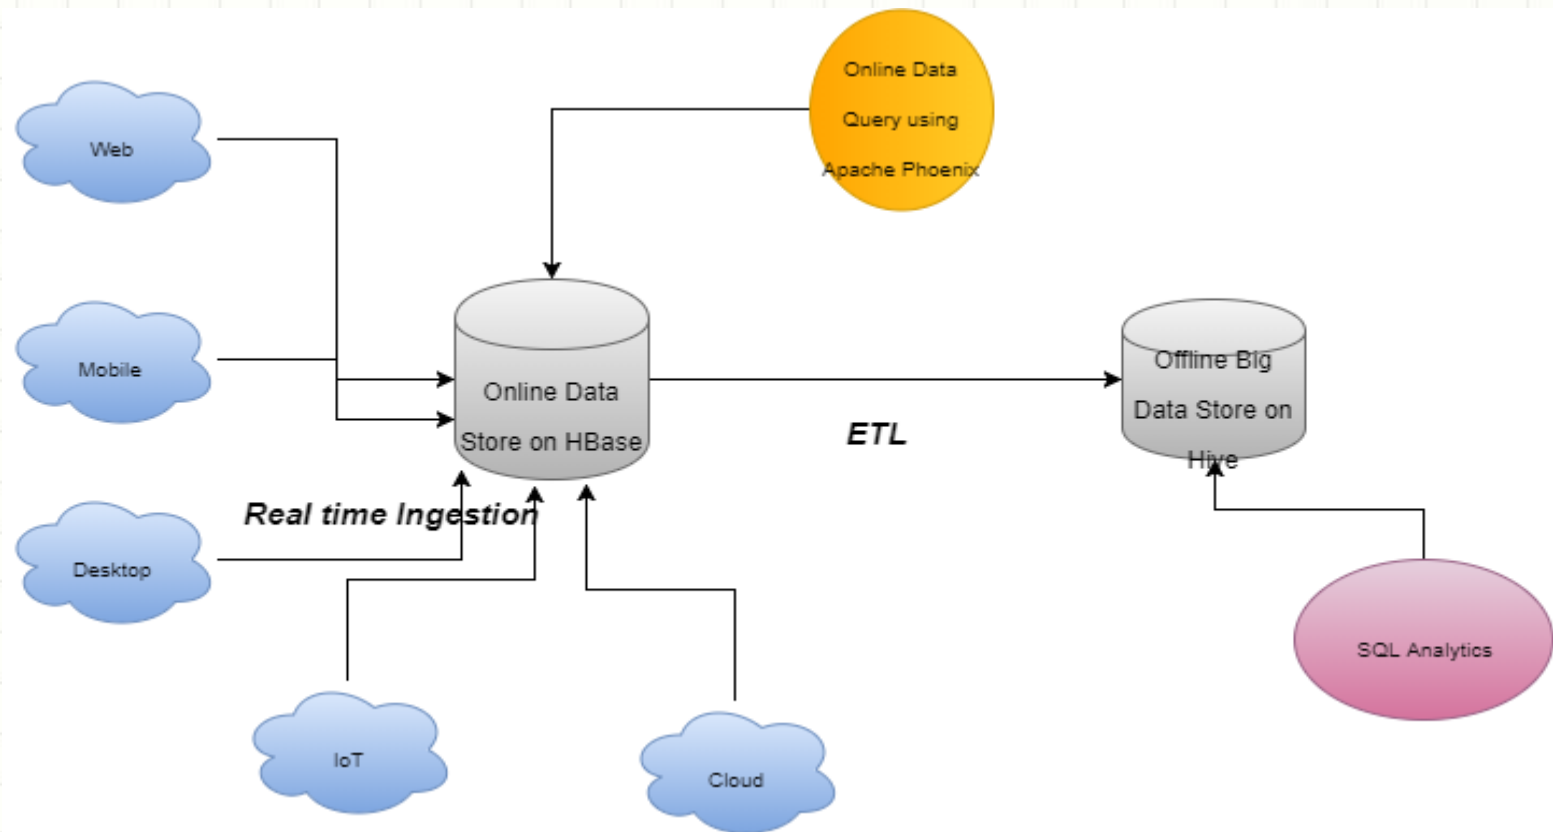 Online Data
Query using
Apache Phoenix
Web
Mobile
Online Data
Store on HBase
ETL
Offline BIg
Data Store on
Hive
Real time Ingestion
Desktop
SQL Analytics
IoT
Cloud